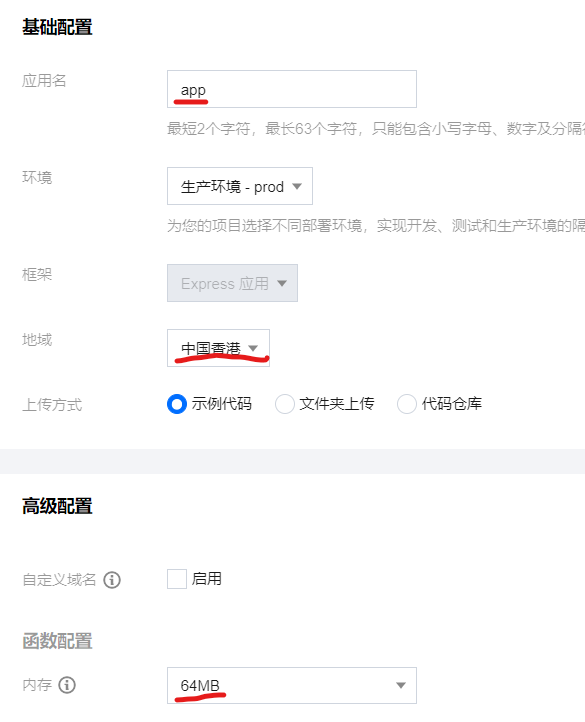 基础配置
应用名
app
最短2个字符，最长63个字符，只能包含小写字母、数字及分隔符
环境
生产环境 - prod
为您的项目选择不同部署环境，实现开发、测试和生产环境的隔
框架
Express 应用
地域
中国香港
上传方式
示例代码 文件夹上传 代码仓库
高级配置
自定义域名 启用
函数配置
内存
64MB